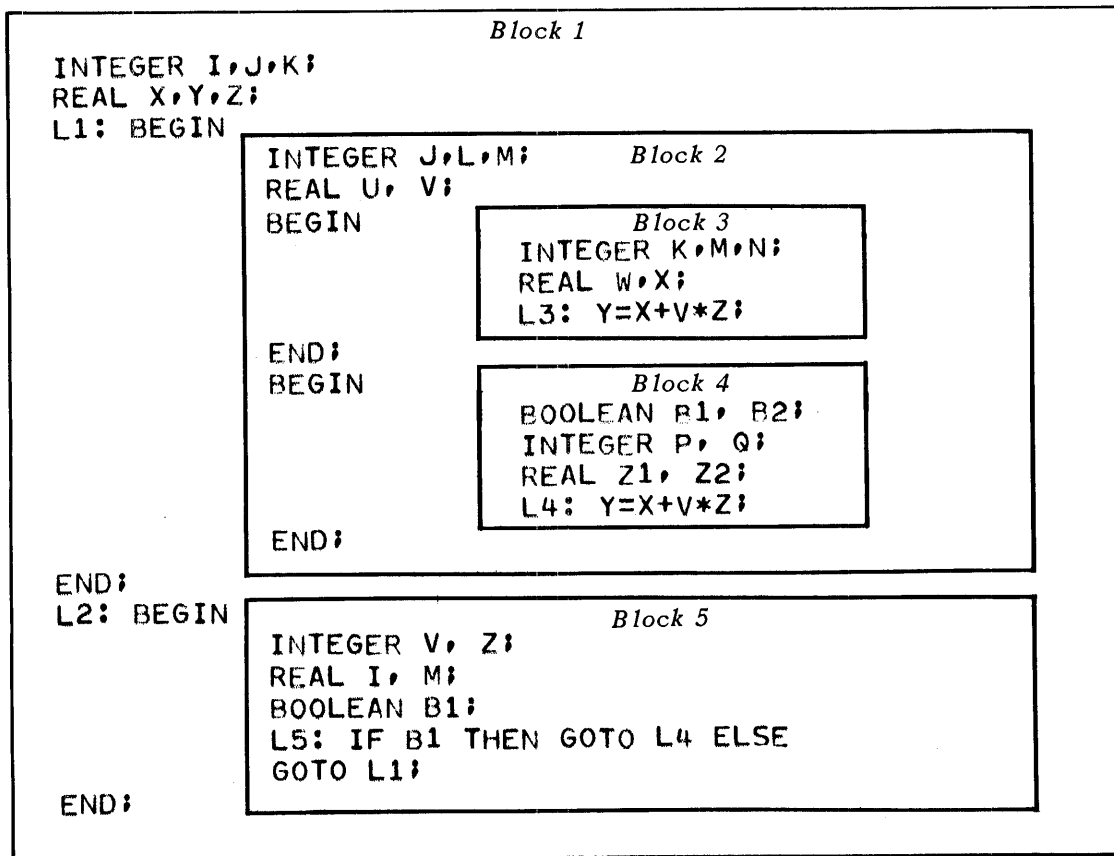 Block 1
INTEGER I,J,K;
REAL X,Y,Z;
L1: BEGIN
INTEGER J,L,M; Block 2
REAL U, V;
BEGIN Block 3
INTEGER K,M,N;
REAL W,X;
L3: Y=X+V*Z;
END;
BEGIN Block 4
BOOLEAN B1, B2;
INTEGER P, Q;
REAL Z1, Z2;
L4: Y=X+V*Z;
END;
END;
L2: BEGIN Block 5
INTEGER V, Z;
REAL I, M;
BOOLEAN B1;
L5: IF B1 THEN GOTO L4 ELSE
GOTO L1;
END;